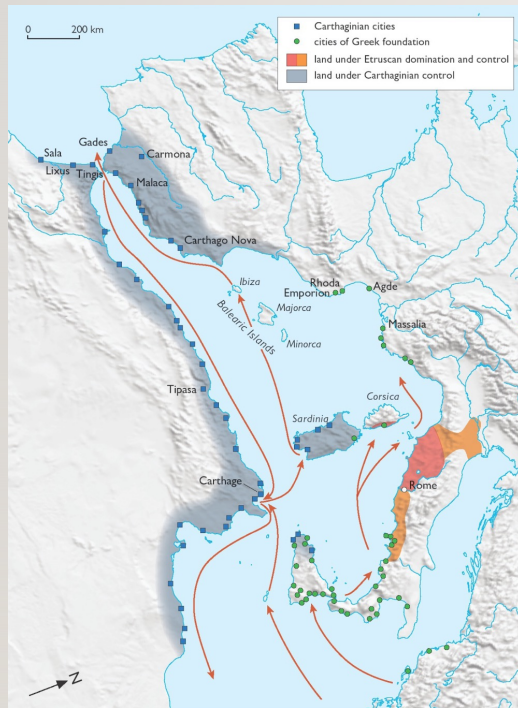 0 200 km
Carthaginian cities
cities of Greek foundation
land under Etruscan domination and control
land under Carthaginian control
Gades
Sala
Carmona
Lixus
Tingis
Malaca
Carthago Nova
Ibiza
Rhoda
Agde
Emporion
Majorca
Balearic Islands
Massalia
Minorca
Tipasa
Corsica
Sardinia
Carthage
Rome
N